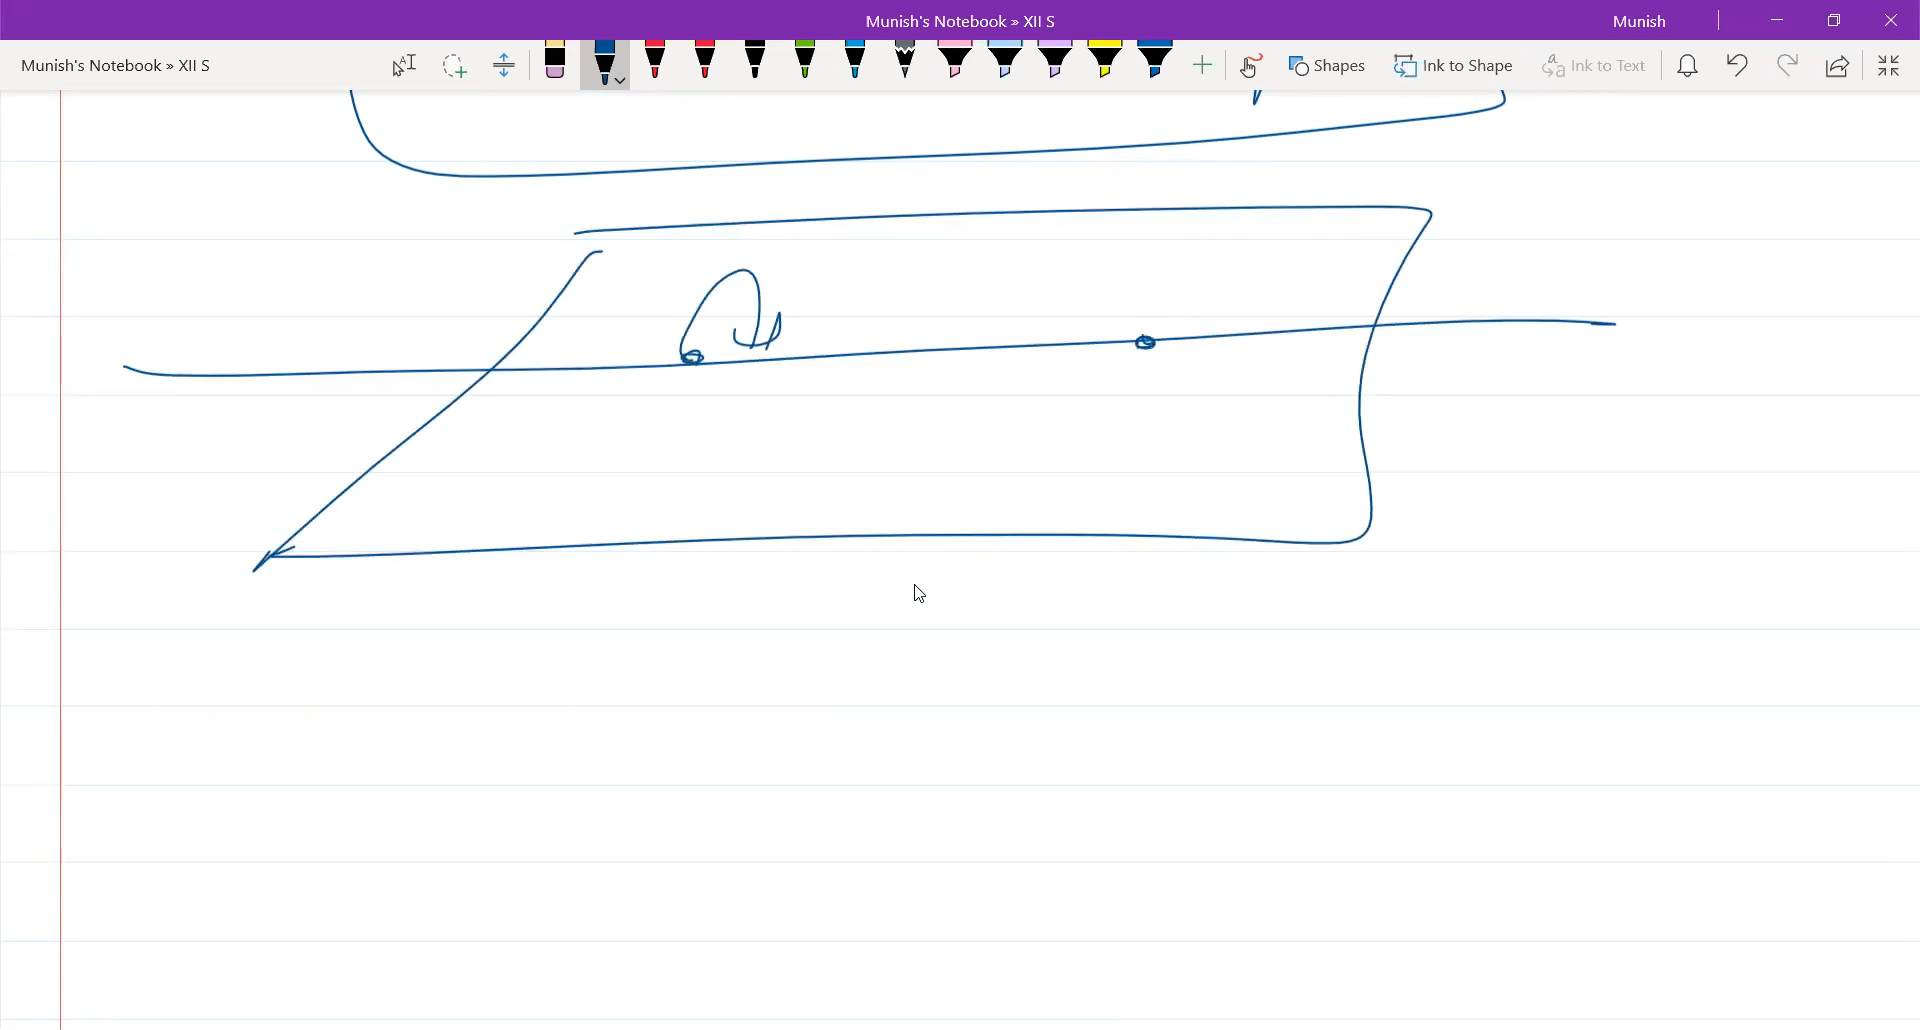 Munish's Notebook » XII S
Munish
Munish's Notebook » XII S
Shapes
Ink to Shape
Ink to Text